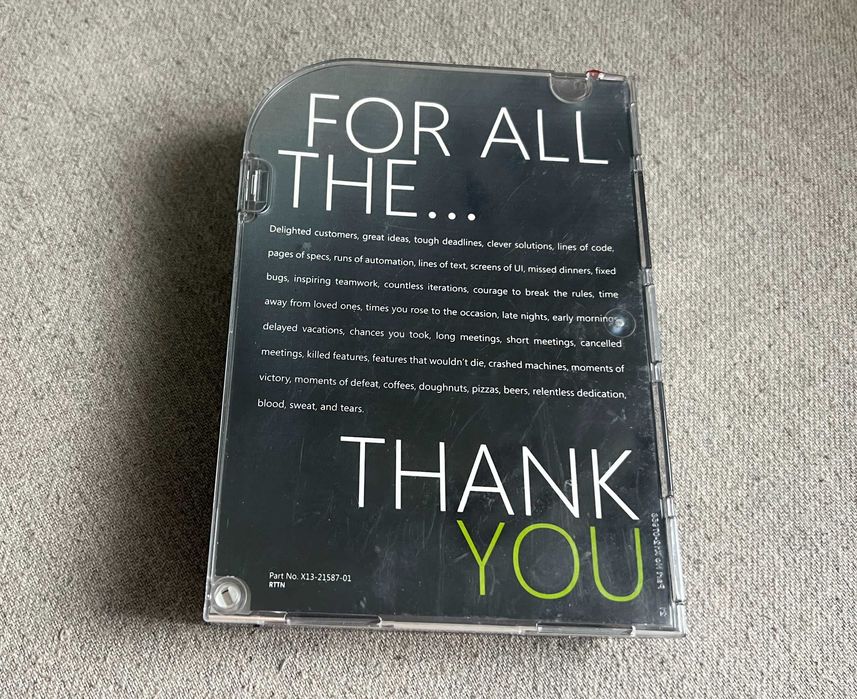 FOR ALL
THE...
Delighted customers, great ideas, tough deadlines, clever solutions, lines of code,
pages of specs, runs of automation, lines of text, screens of UI, missed dinners, fixed
bugs, inspiring teamwork, countless iterations, courage to break the rules, time
away from loved ones, times you rose to the occasion, late nights, early mornings,
delayed vacations, chances you took, long meetings, short meetings, cancelled
meetings, killed features, features that wouldn't die, crashed machines, moments of
victory, moments of defeat, coffees, doughnuts, pizzas, beers, relentless dedication,
blood, sweat, and tears.
THANK
YOU
Part No. X13-21587-01
RTTN